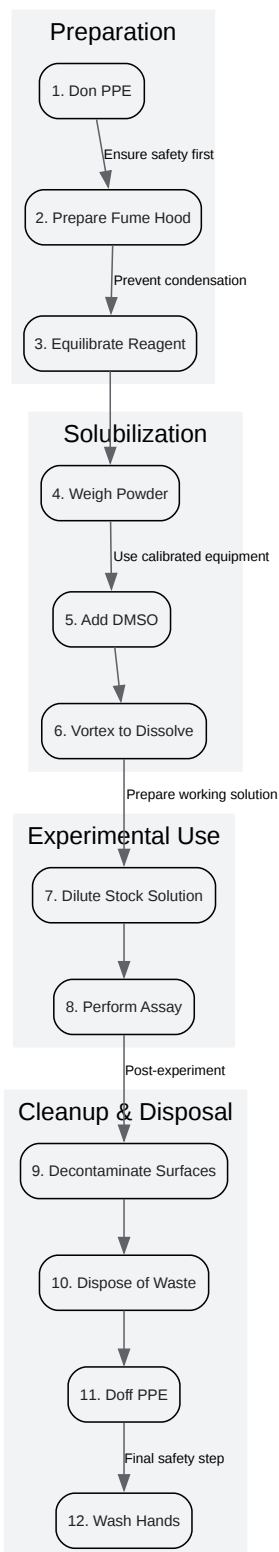 Preparation
1. Don PPE
Ensure safety first
2. Prepare Fume Hood
Prevent condensation
3. Equilibrate Reagent
Solubilization
4. Weigh Powder
Use calibrated equipment
5. Add DMSO
6. Vortex to Dissolve
Prepare working solution
Experimental Use
7. Dilute Stock Solution
8. Perform Assay
Post-experiment
Cleanup & Disposal
9. Decontaminate Surfaces
10. Dispose of Waste
11. Doff PPE
Final safety step
12. Wash Hands